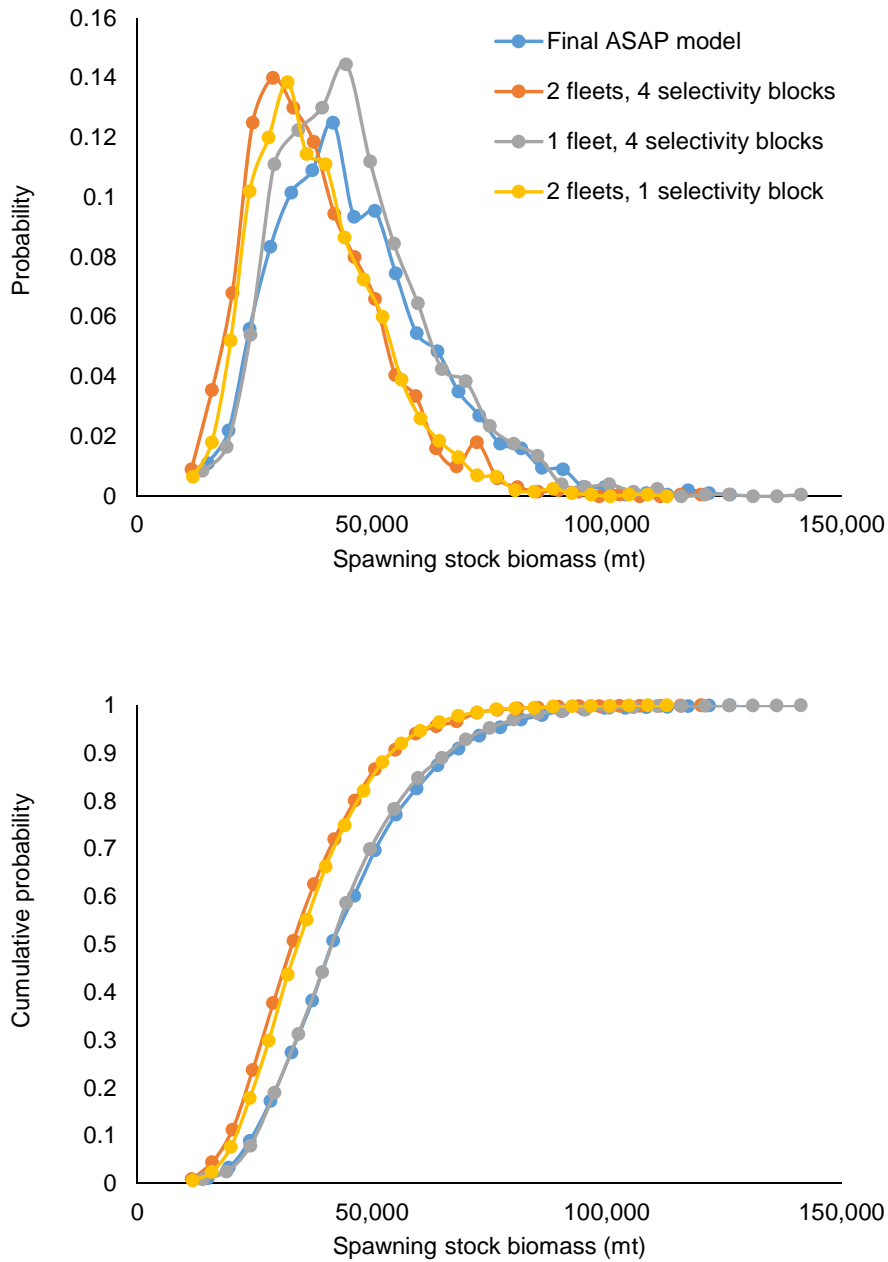 0.16
0.14
0.12
0.1
0.08
0.06
0.04
0.02
0
Probability
Final ASAP model
2 fleets, 4 selectivity blocks
1 fleet, 4 selectivity blocks
2 fleets, 1 selectivity block
0 50,000 100,000 150,000
Spawning stock biomass (mt)
1
0.9
0.8
0.7
0.6
0.5
0.4
0.3
0.2
0.1
0
Cumulative probability
0 50,000 100,000 150,000
Spawning stock biomass (mt)